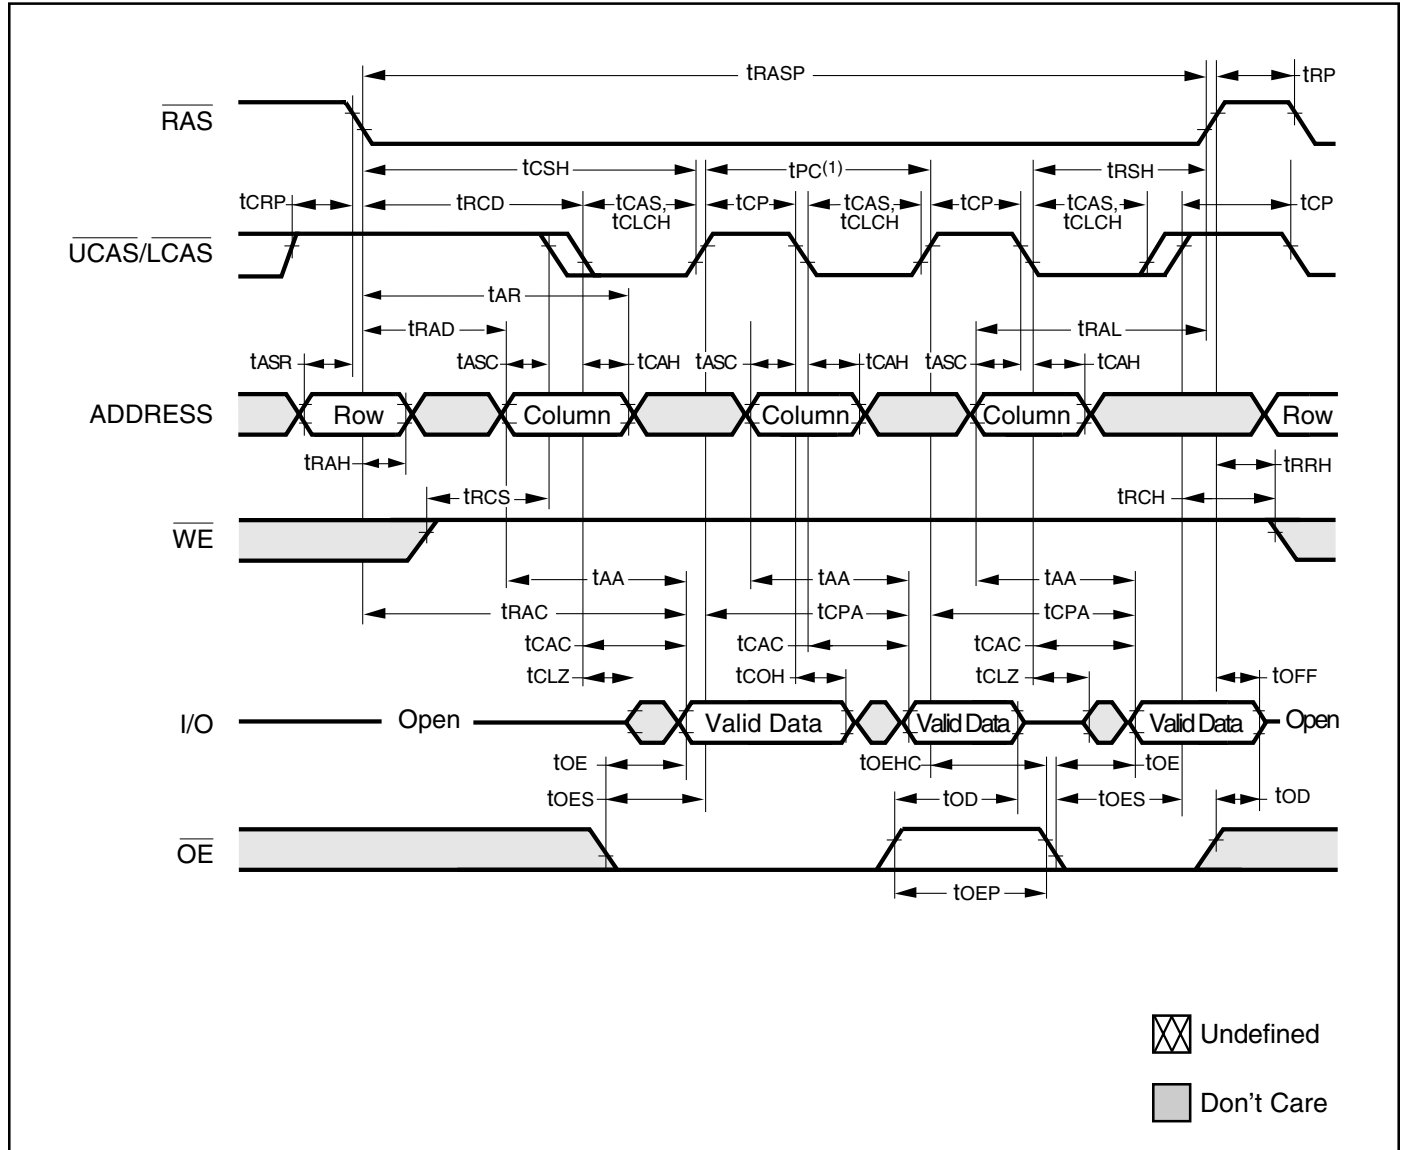 tRASP tRP
RAS
tCSH tPC(1) tRSH
tCRP tRCD tCAS, tCP tCAS, tCP tCAS, tCP
tCLCH tCLCH tCLCH
UCAS/LCAS
tAR
tRAD tRAL
tASR tASC tCAH tASC tCAH tASC tCAH
ADDRESS Row Column Column Column Row
tRAH tRRH
tRCS tRCH
WE
tAA tAA tAA
tRAC tCPA tCPA
tCAC tCAC tCAC
tCLZ tCOH tCLZ tOFF
I/O Open Valid Data Valid Data Valid Data Open
tOE tOEHC tOE
tOES tOD tOES tOD
OE
tOEP
Undefined
Don't Care